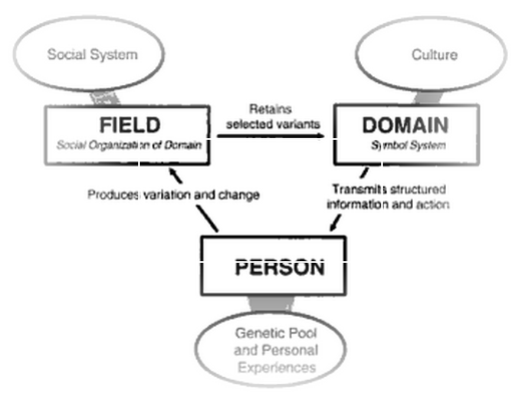 Social System
Culture
FIELD
Social Organization of Domain
Retains
selected variants
DOMAIN
Symbol System
Produces variation and change
Transmits structured
information and action
PERSON
Genetic Pool
and Personal
Experiences